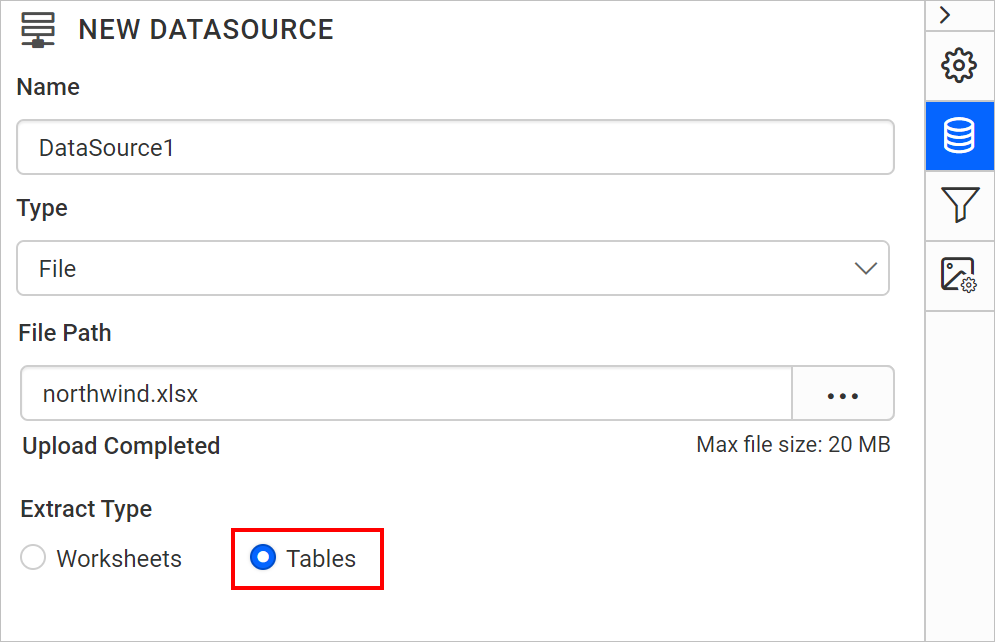 NEW DATASOURCE
Name
DataSource1
Type
File
File Path
northwind.xlsx
...
Upload Completed
Max file size: 20 MB
Extract Type
Worksheets
Tables